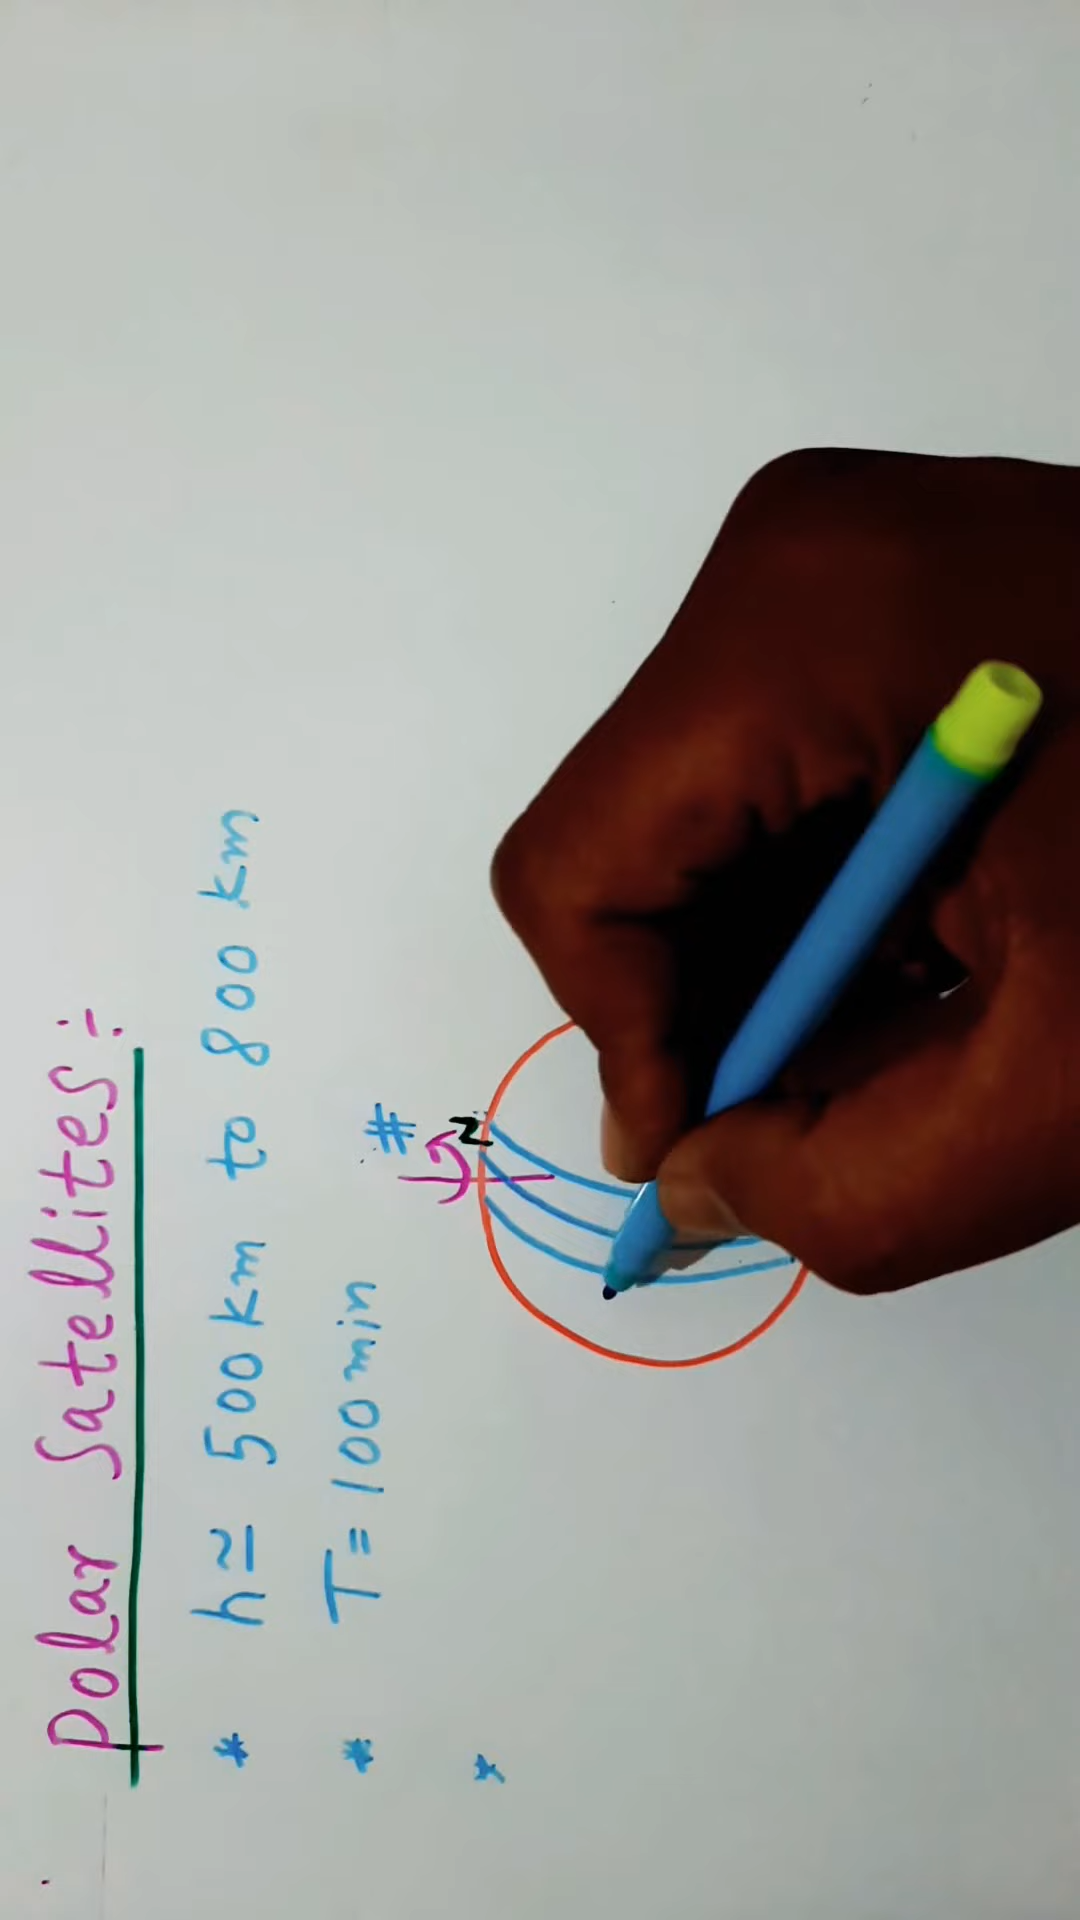 Polar Satellites :-
* h ≃ 500 km to 800 km
* T = 100 min
#
N
*